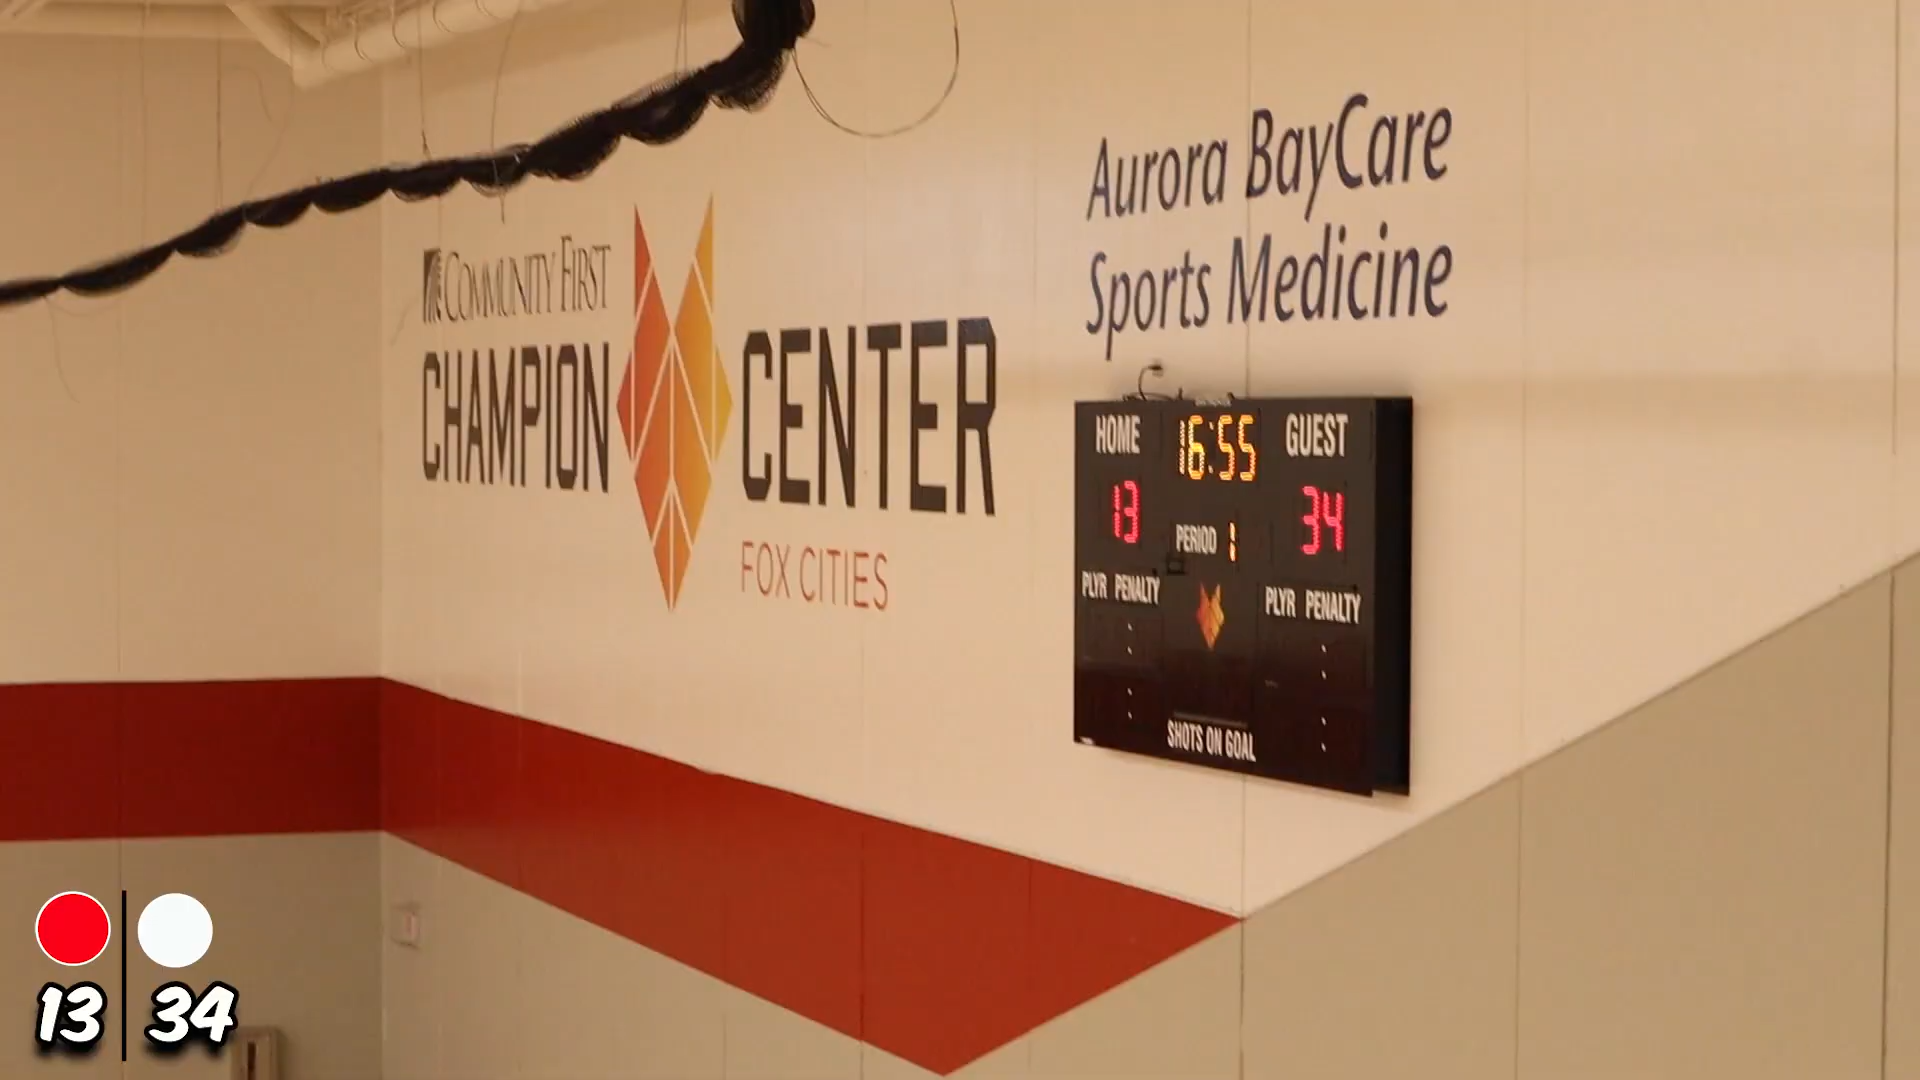 COMMUNITY FIRST
CHAMPION CENTER
FOX CITIES
Aurora BayCare
Sports Medicine
HOME 16:55 GUEST
13 34
PERIOD 1
PLYR PENALTY PLYR PENALTY
SHOTS ON GOAL
13 34